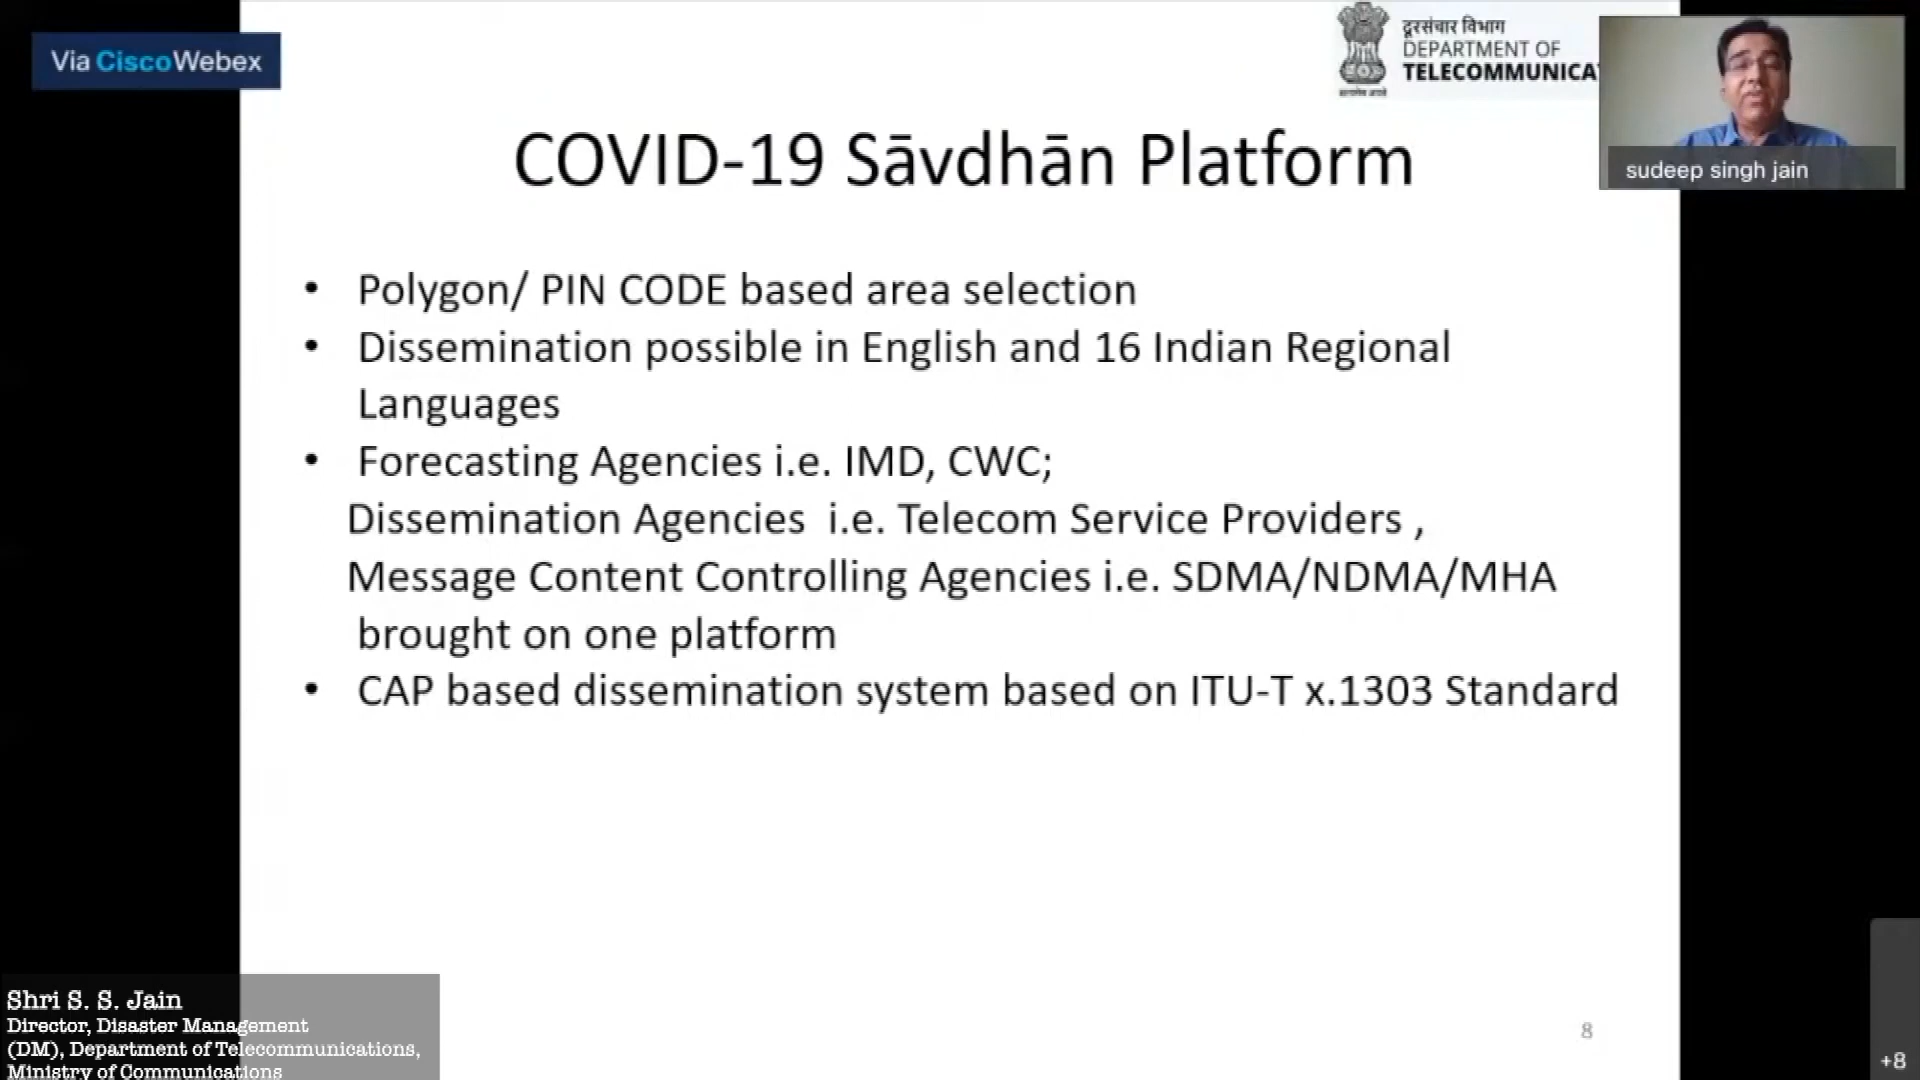 Via CiscoWebex
दूरसंचार विभाग
DEPARTMENT OF
TELECOMMUNICA
sudeep singh jain
COVID-19 Sāvdhān Platform
• Polygon/ PIN CODE based area selection
• Dissemination possible in English and 16 Indian Regional
Languages
• Forecasting Agencies i.e. IMD, CWC;
Dissemination Agencies i.e. Telecom Service Providers ,
Message Content Controlling Agencies i.e. SDMA/NDMA/MHA
brought on one platform
• CAP based dissemination system based on ITU-T x.1303 Standard
Shri S. S. Jain
Director, Disaster Management
(DM), Department of Telecommunications,
Ministry of Communications
8
+8